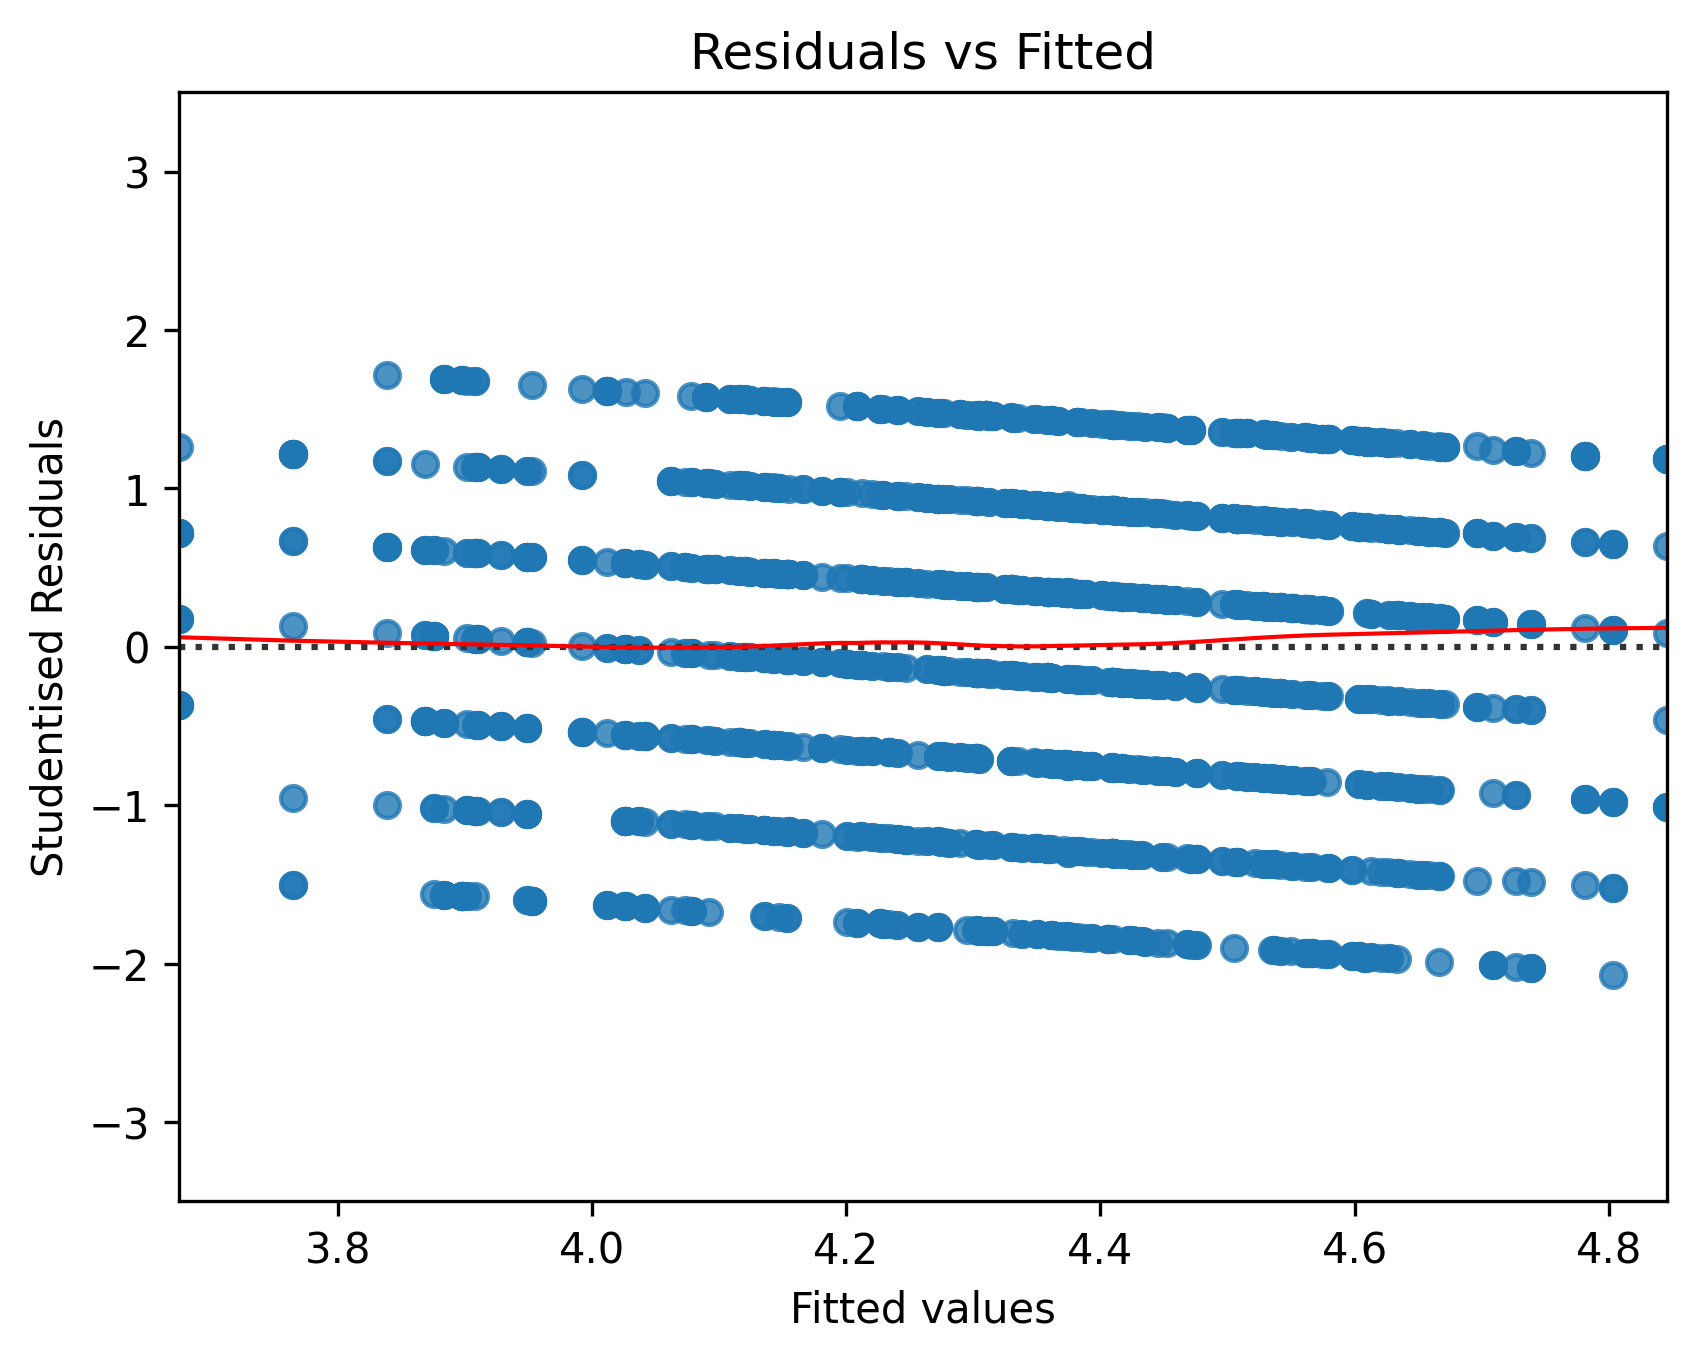 Residuals vs Fitted
Studentised Residuals
3
2
1
0
−1
−2
−3
3.8 4.0 4.2 4.4 4.6 4.8
Fitted values